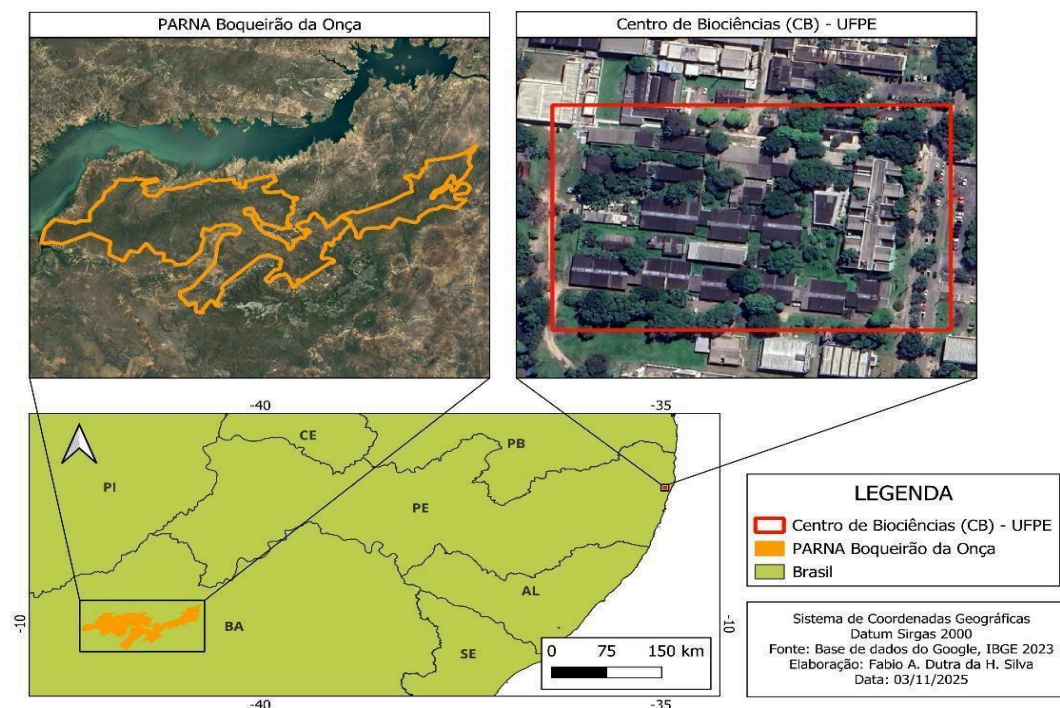 PARNA Boqueirão da Onça
Centro de Biociências (CB) - UFPE
-40
-35
CE
PB
PI
PE
AL
BA
SE
-10
-10
0 75 150 km
-40
-35
LEGENDA
Centro de Biociências (CB) - UFPE
PARNA Boqueirão da Onça
Brasil
Sistema de Coordenadas Geográficas
Datum Sirgas 2000
Fonte: Base de dados do Google, IBGE 2023
Elaboração: Fabio A. Dutra da H. Silva
Data: 03/11/2025